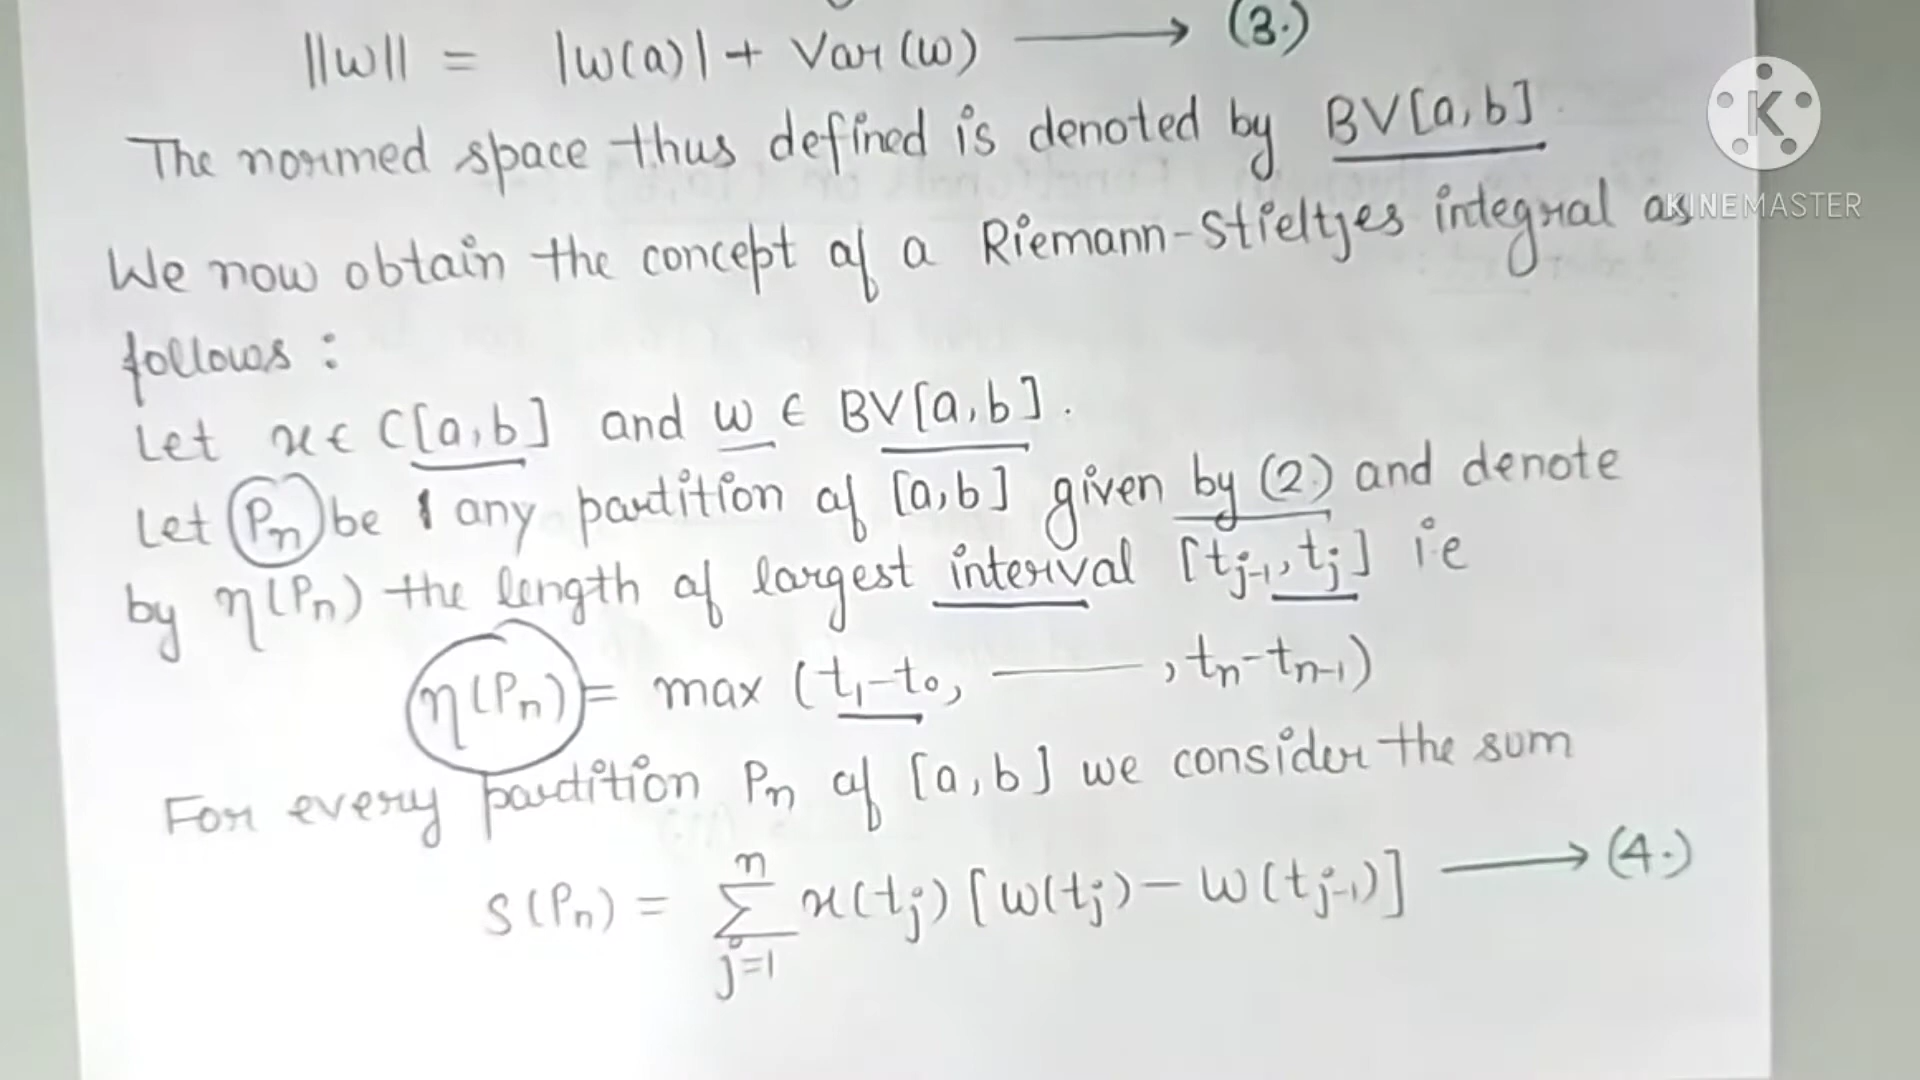 ||w|| = |w(a)| + Var(w) ⟶ (3.)
The normed space thus defined is denoted by BV[a,b].
K
KINEMASTER
We now obtain the concept of a Riemann-Stieltjes integral as
follows :
Let x ∈ C[a,b] and w ∈ BV[a,b].
Let Pn be any partition of [a,b] given by (2.) and denote
by η(Pn) the length of largest interval [tj-1, tj] i.e
η(Pn) = max (t1-t0, ——— , tn-tn-1)
For every partition Pn of [a,b] we consider the sum
S(Pn) = n∑j=1 x(tj) [w(tj) - w(tj-1)] ⟶ (4.)